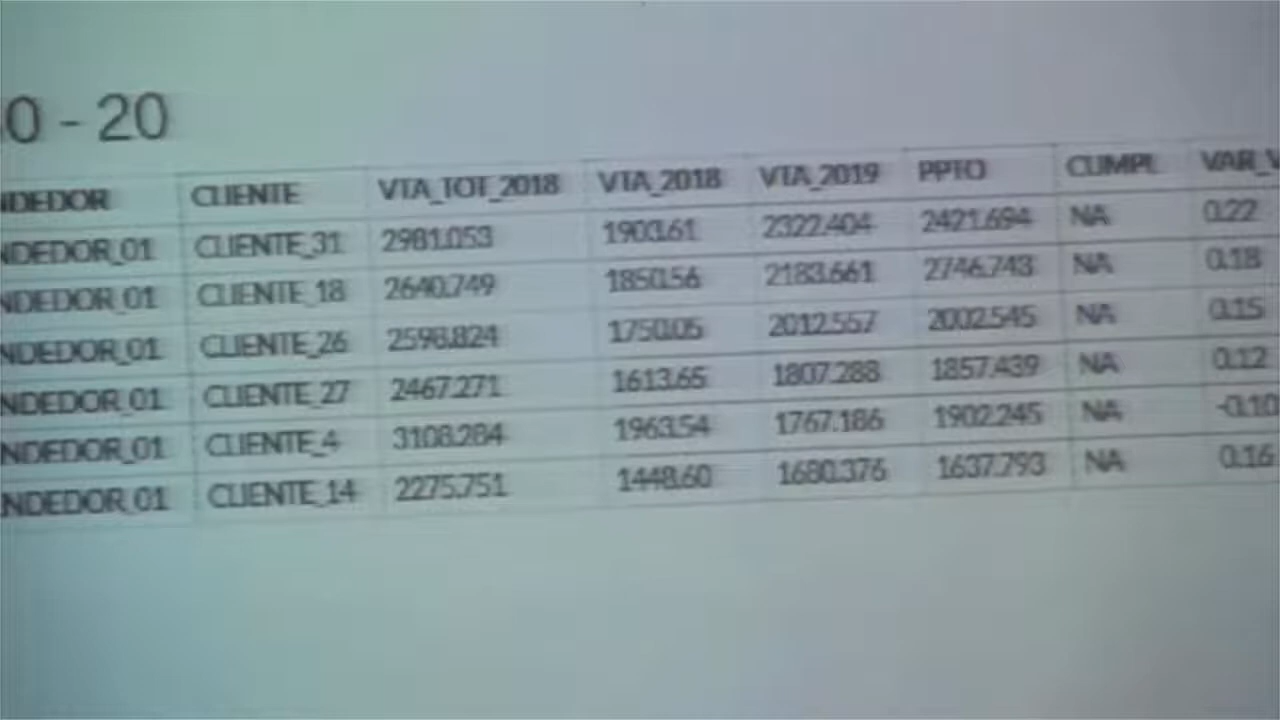 0 - 20
NDEDOR CLIENTE VTA_TOT_2018 VTA_2018 VTA_2019 PPTO CUMPL VAR_V
NDEDOR_01 CLIENTE_31 2981.053 1903.61 2322.404 2421.694 NA 0.22
NDEDOR_01 CLIENTE_18 2640.749 1850.56 2183.661 2746.743 NA 0.18
NDEDOR_01 CLIENTE_26 2598.824 1750.05 2012.557 2002.545 NA 0.15
NDEDOR_01 CLIENTE_27 2467.271 1613.65 1807.288 1857.439 NA 0.12
NDEDOR_01 CLIENTE_4 3108.284 1963.54 1767.186 1902.245 NA -0.10
NDEDOR_01 CLIENTE_14 2275.751 1448.60 1680.376 1637.793 NA 0.16